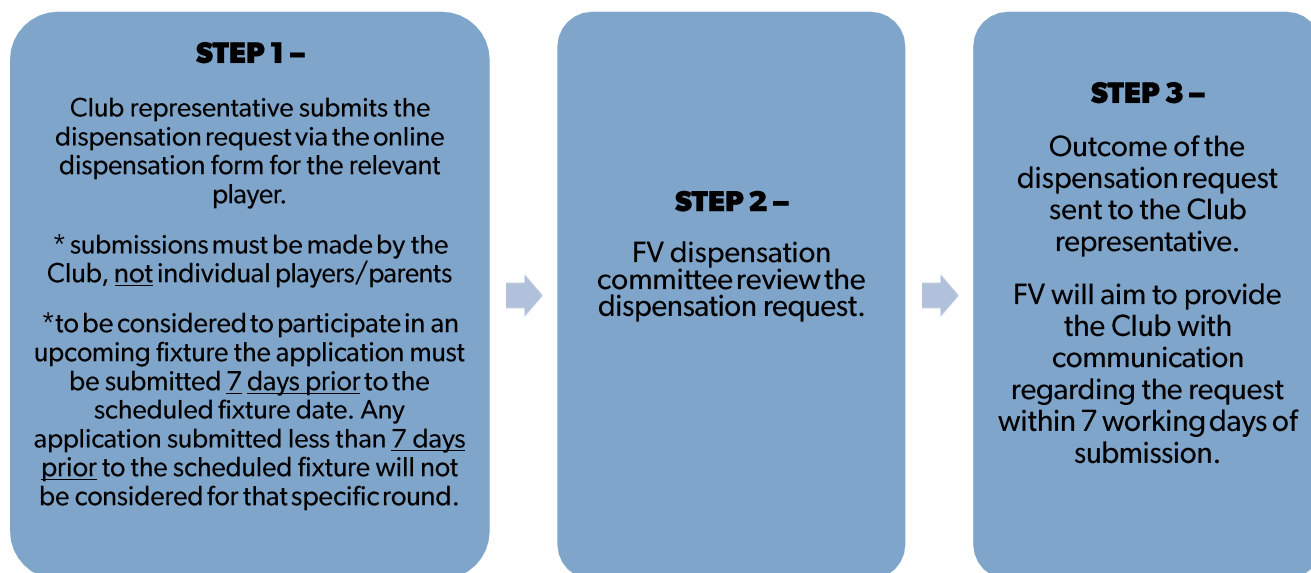 STEP 1 –
Club representative submits the
dispensation request via the online
dispensation form for the relevant
player.
* submissions must be made by the
Club, not individual players/parents
*to be considered to participate in an
upcoming fixture the application must
be submitted 7 days prior to the
scheduled fixture date. Any
application submitted less than 7 days
prior to the scheduled fixture will not
be considered for that specific round.
STEP 2 –
FV dispensation
committee review the
dispensation request.
STEP 3 –
Outcome of the
dispensation request
sent to the Club
representative.
FV will aim to provide
the Club with
communication
regarding the request
within 7 working days of
submission.